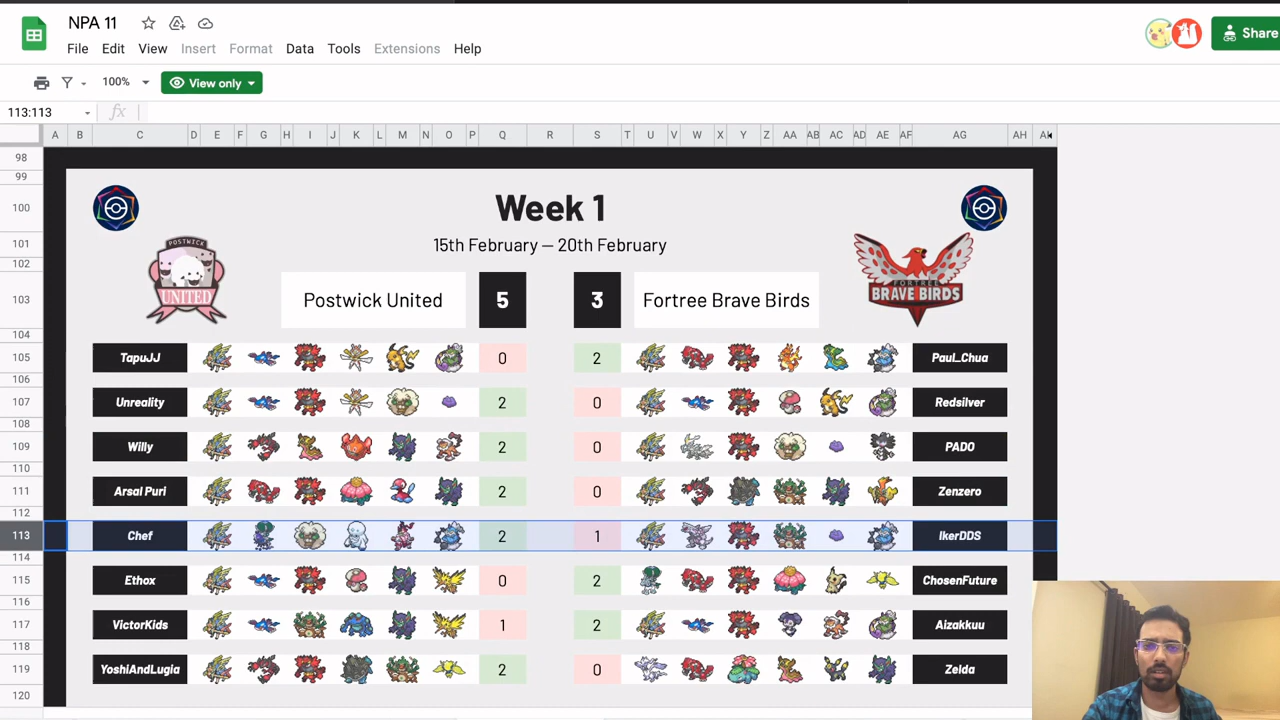 NPA 11
File Edit View Insert Format Data Tools Extensions Help
Share
100% View only
113:113 fx
A B C D E F G H I J K L M N O P Q R S T U V W X Y Z AA AB AC AD AE AF AG AH
98
99
100 Week 1
101 15th February — 20th February
POSTWICK UNITED
FORTREE BRAVE BIRDS
102
103 Postwick United 5 3 Fortree Brave Birds
104
105 TapuJJ 0 2 Paul_Chua
106
107 Unreality 2 0 Redsilver
108
109 Willy 2 0 PADO
110
111 Arsal Puri 2 0 Zenzero
112
113 Chef 2 1 IkerDDS
114
115 Ethox 0 2 ChosenFuture
116
117 VictorKids 1 2 Aizakkuu
118
119 YoshiAndLugia 2 0 Zelda
120